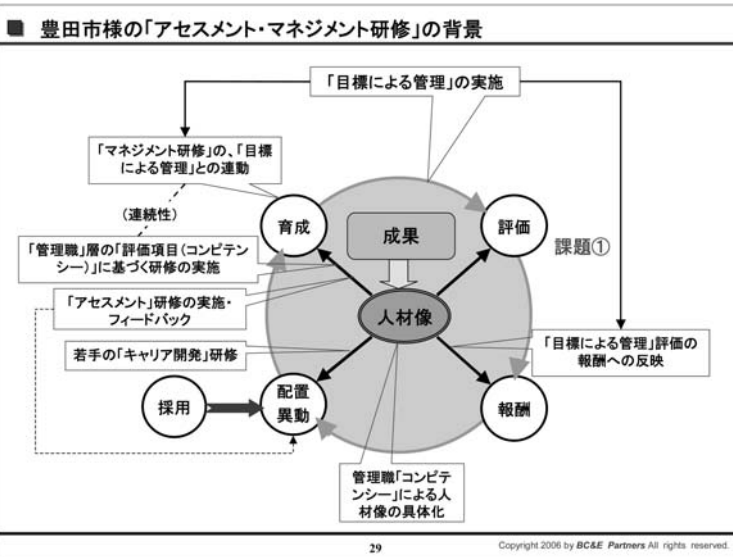 豊田市様の「アセスメント・マネジメント研修」の背景
「目標による管理」の実施
「マネジメント研修」の、「目標
による管理」との連動
(連続性)
育成
成果
評価
課題①
「管理職」層の「評価項目(コンピテン
シー)」に基づく研修の実施
「アセスメント」研修の実施・
フィードバック
人材像
若手の「キャリア開発」研修
「目標による管理」評価の
報酬への反映
採用
配置
異動
報酬
管理職「コンピテ
ンシー」による人
材像の具体化
29
Copyright 2006 by BC&E Partners All rights reserved.